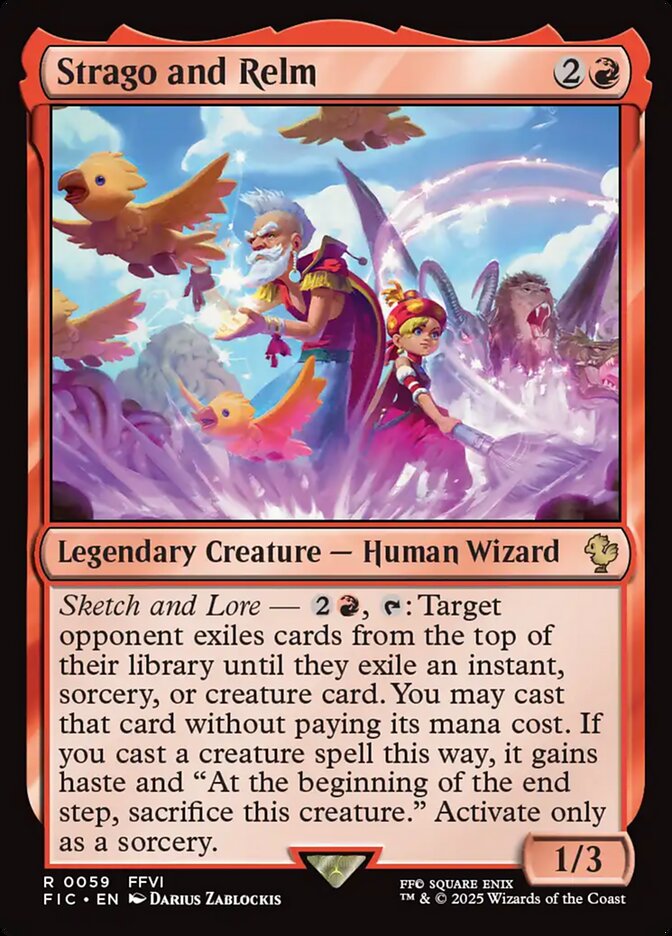 Strago and Relm 2
Legendary Creature — Human Wizard
Sketch and Lore — 2, : Target
opponent exiles cards from the top of
their library until they exile an instant,
sorcery, or creature card. You may cast
that card without paying its mana cost. If
you cast a creature spell this way, it gains
haste and “At the beginning of the end
step, sacrifice this creature.” Activate only
as a sorcery.
1/3
R 0059 FFVI
FIC • EN Darius Zablockis
FF© SQUARE ENIX
™ & © 2025 Wizards of the Coast